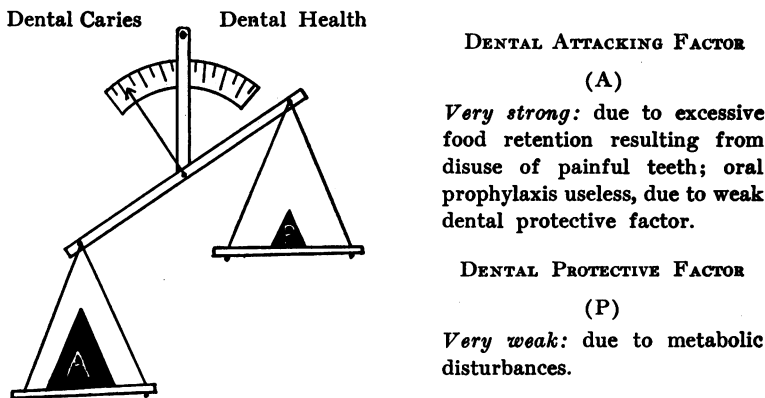 Dental Caries
Dental Health
DENTAL ATTACKING FACTOR
(A)
Very strong: due to excessive
food retention resulting from
disuse of painful teeth; oral
prophylaxis useless, due to weak
dental protective factor.
DENTAL PROTECTIVE FACTOR
(P)
Very weak: due to metabolic
disturbances.
P
A